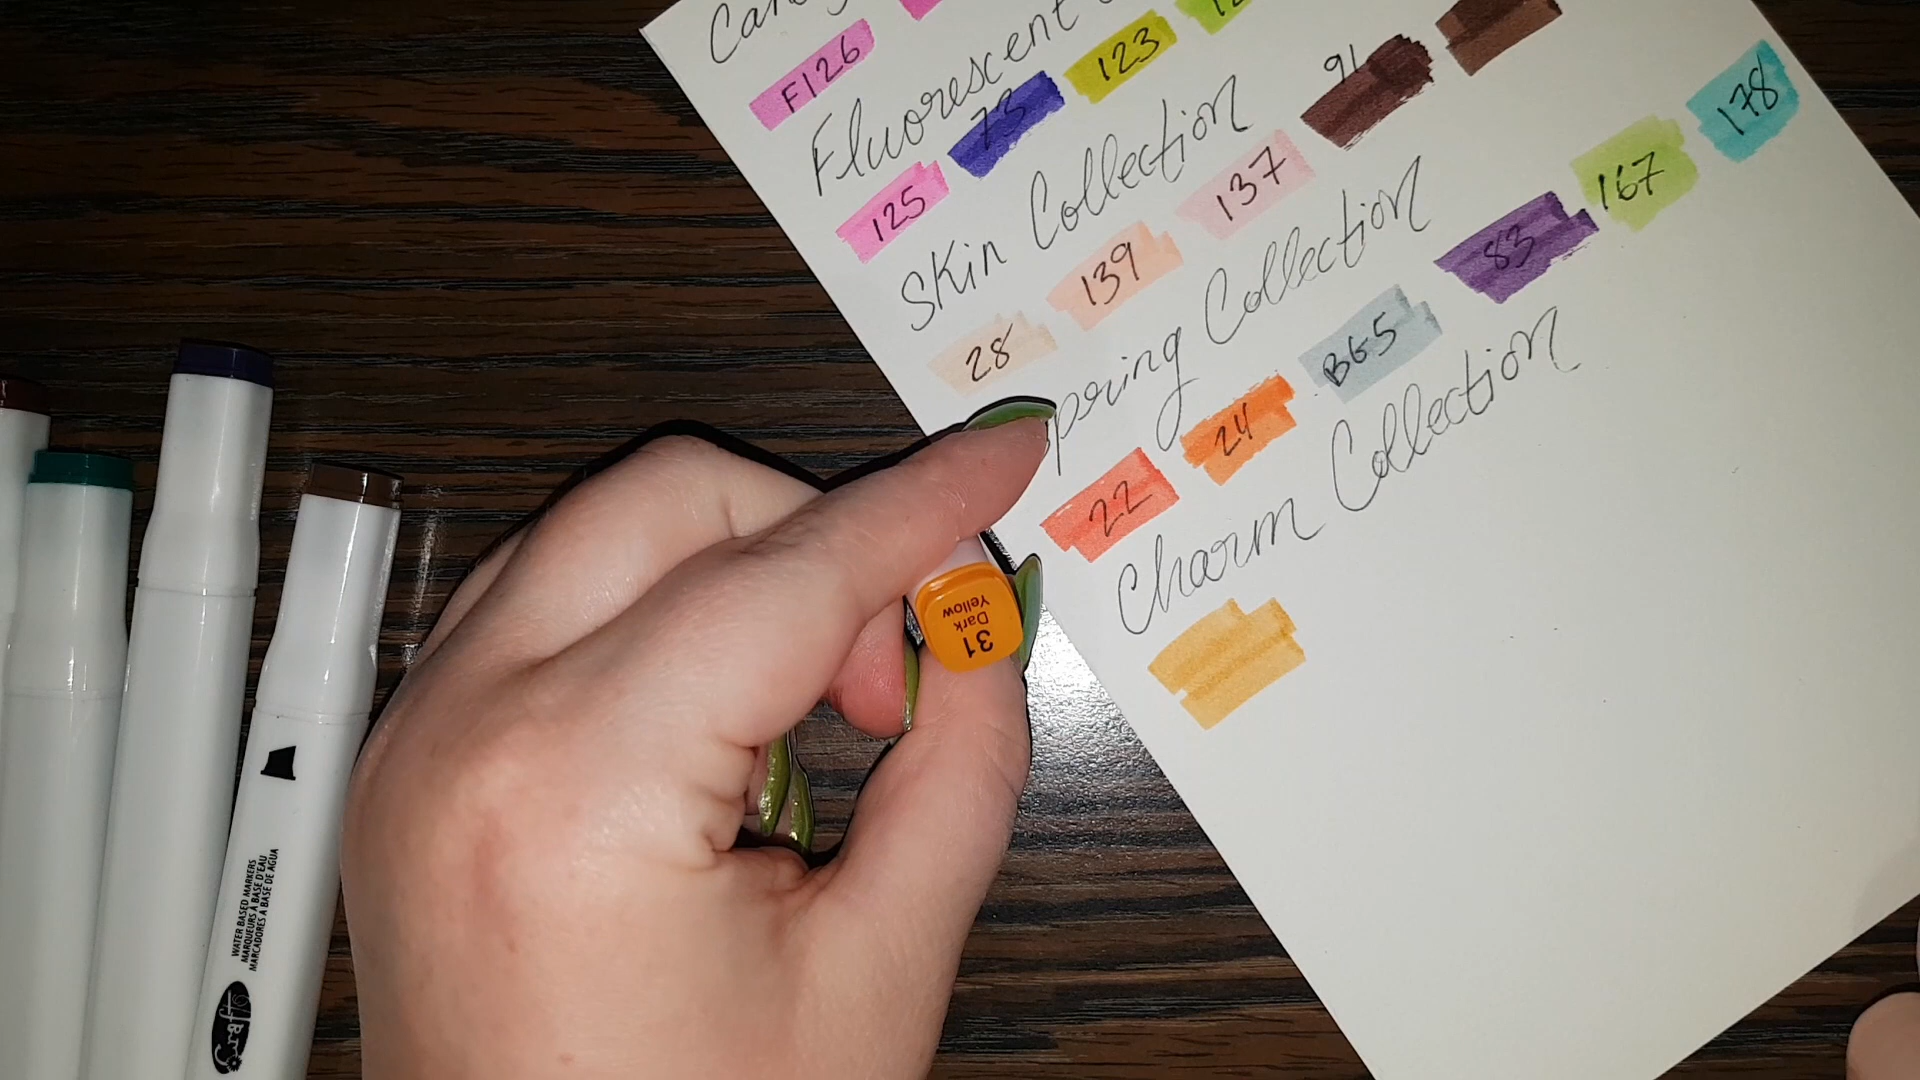 F126
Fluorescent
125 73 123
Skin Collection
28 139 137 91
Spring Collection
22 24 BG5 83 167 178
Charm Collection
31
Dark
Yellow
WATER BASED MARKERS
MARQUEURS À BASE D'EAU
MARCADORES A BASE DE AGUA